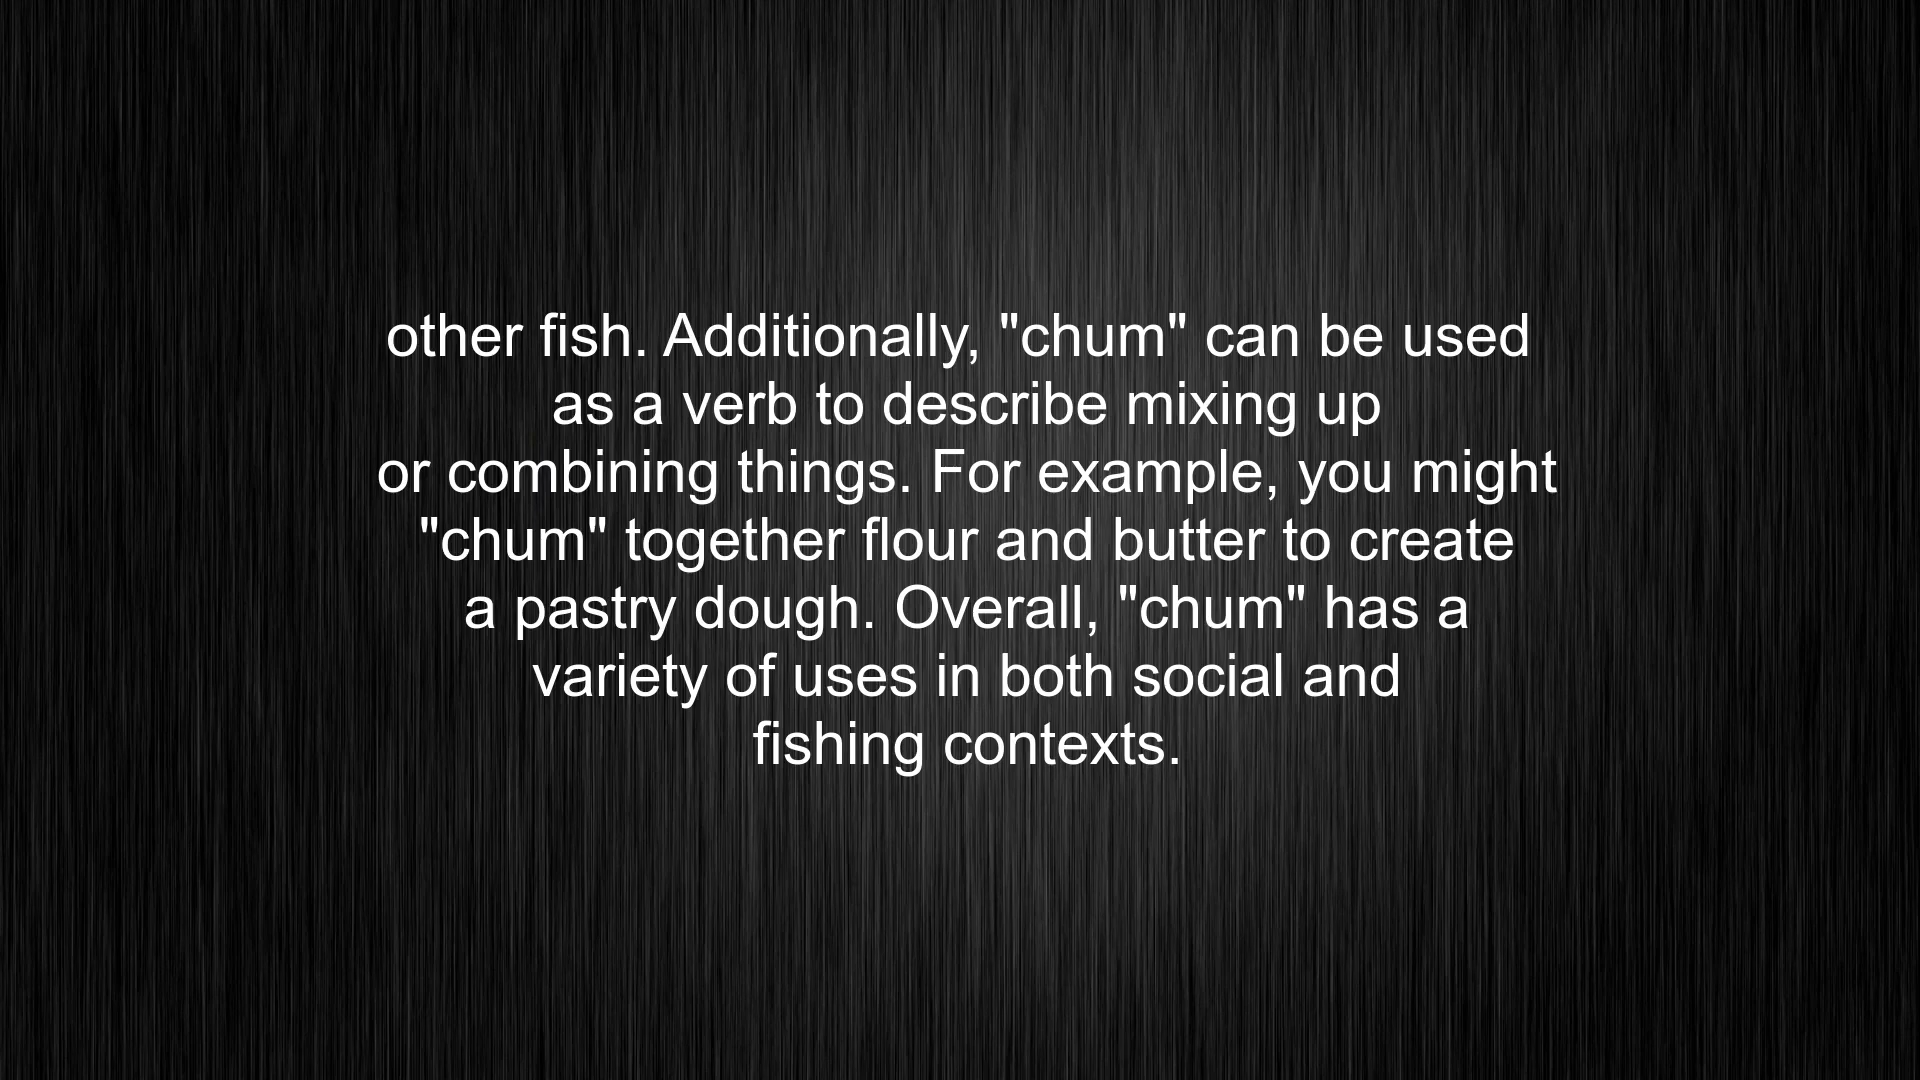 other fish. Additionally, "chum" can be used
as a verb to describe mixing up
or combining things. For example, you might
"chum" together flour and butter to create
a pastry dough. Overall, "chum" has a
variety of uses in both social and
fishing contexts.